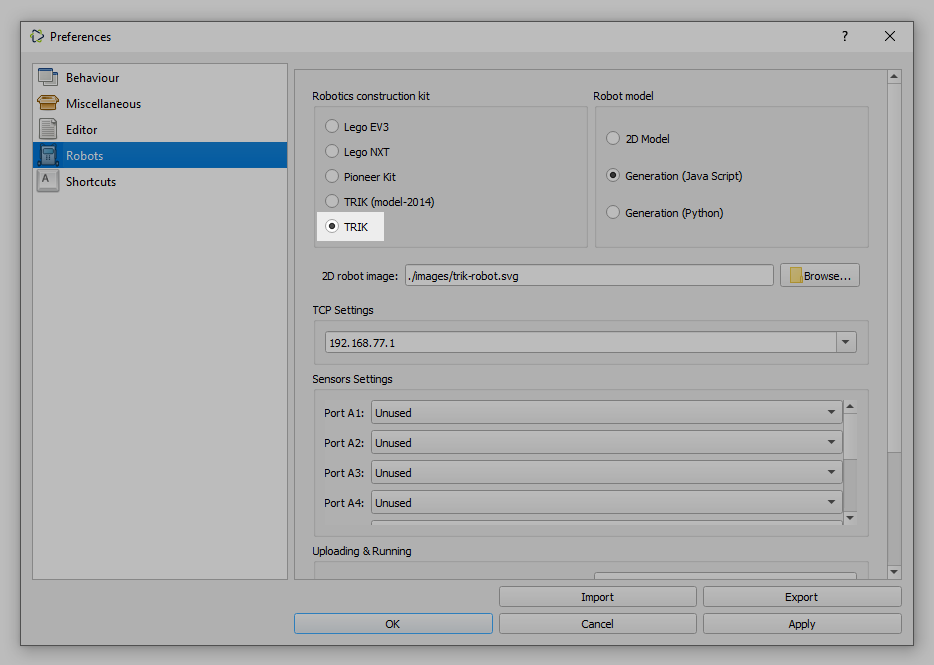 Preferences
?
Behaviour
Miscellaneous
Editor
Robots
A
Shortcuts
Robotics construction kit
Lego EV3
Lego NXT
Pioneer Kit
TRIK (model-2014)
TRIK
Robot model
2D Model
Generation (Java Script)
Generation (Python)
2D robot image: ./images/trik-robot.svg Browse...
TCP Settings
192.168.77.1
Sensors Settings
Port A1: Unused
Port A2: Unused
Port A3: Unused
Port A4: Unused
Uploading & Running
Import Export
OK Cancel Apply